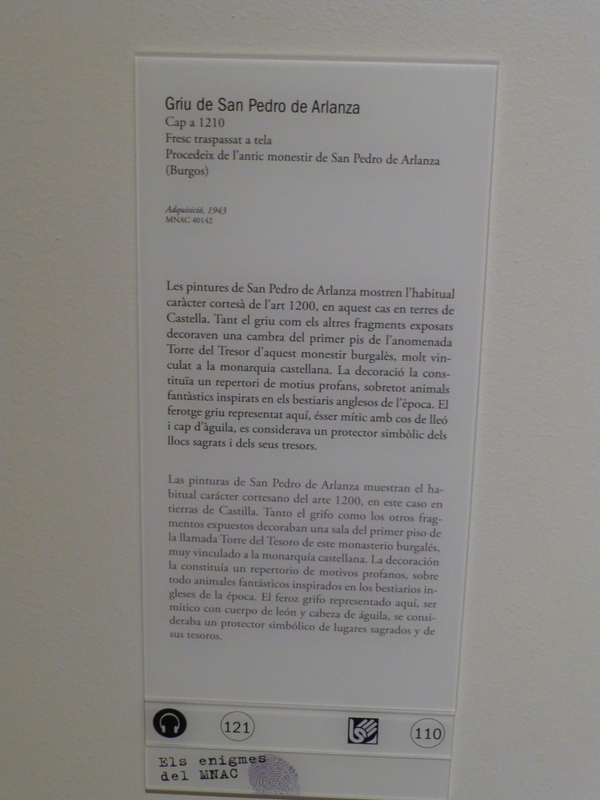 Griu de San Pedro de Arlanza
Cap a 1210
Fresc traspassat a tela
Procedeix de l'antic monestir de San Pedro de Arlanza
(Burgos)
Adquisició, 1943
MNAC 40142
Les pintures de San Pedro de Arlanza mostren l'habitual
caràcter cortesà de l'art 1200, en aquest cas en terres de
Castella. Tant el griu com els altres fragments exposats
decoraven una cambra del primer pis de l'anomenada
Torre del Tresor d'aquest monestir burgalès, molt vin-
culat a la monarquia castellana. La decoració la cons-
tituïa un repertori de motius profans, sobretot animals
fantàstics inspirats en els bestiaris anglesos de l'època. El
ferotge griu representat aquí, ésser mític amb cos de lleó
i cap d'àguila, es considerava un protector simbòlic dels
llocs sagrats i dels seus tresors.
Las pinturas de San Pedro de Arlanza muestran el ha-
bitual carácter cortesano del arte 1200, en este caso en
tierras de Castilla. Tanto el grifo como los otros frag-
mentos expuestos decoraban una sala del primer piso de
la llamada Torre del Tesoro de este monasterio burgalés,
muy vinculado a la monarquía castellana. La decoración
la constituía un repertorio de motivos profanos, sobre
todo animales fantásticos inspirados en los bestiarios in-
gleses de la época. El feroz grifo representado aquí, ser
mítico con cuerpo de león y cabeza de águila, se consi-
deraba un protector simbólico de lugares sagrados y de
sus tesoros.
121
110
Els enigmes
del MNAC